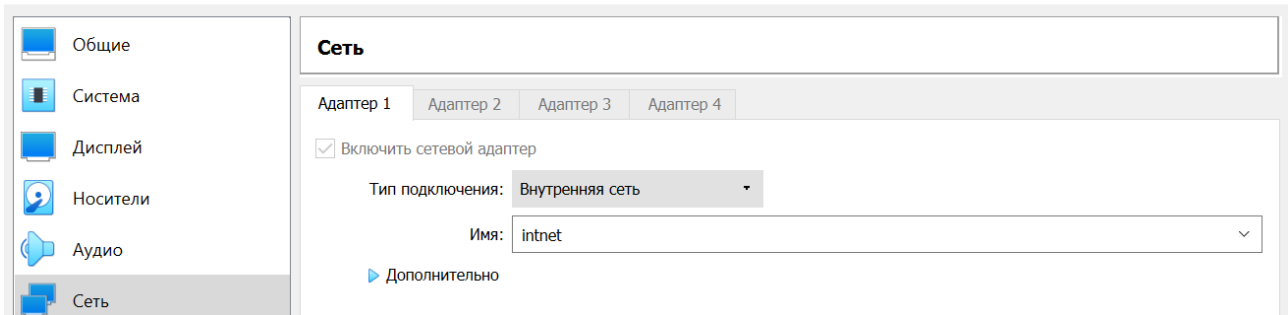 Общие
Система
Дисплей
Носители
Аудио
Сеть
Сеть
Адаптер 1 Адаптер 2 Адаптер 3 Адаптер 4
Включить сетевой адаптер
Тип подключения: Внутренняя сеть
Имя: intnet
Дополнительно